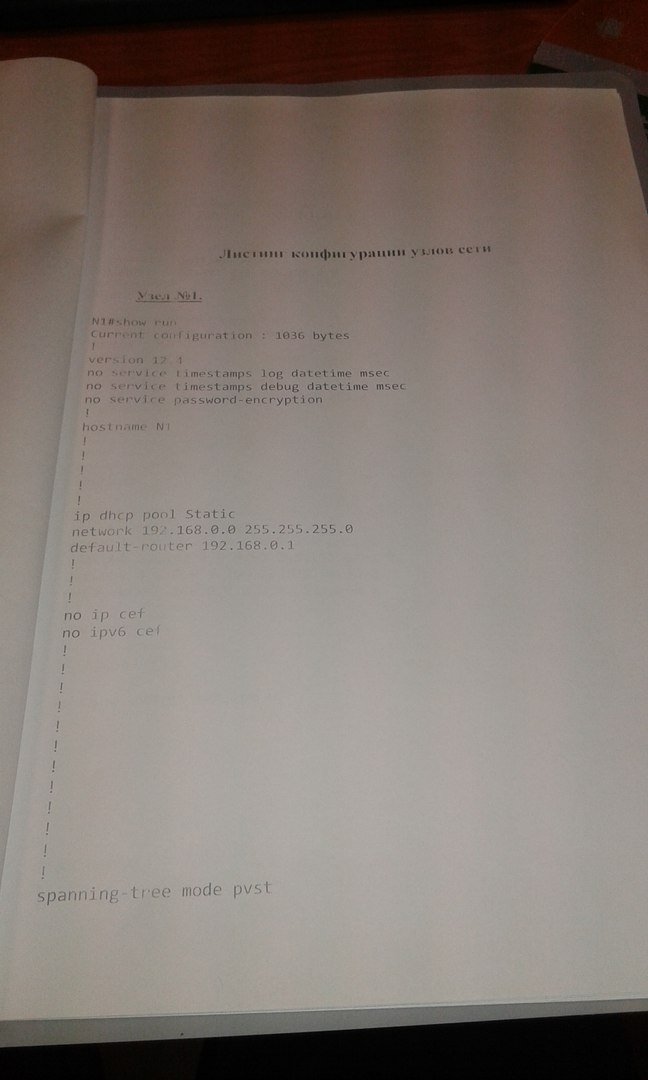 Листинг конфигурации узлов сети
Узел №1.
N1#show run
Current configuration : 1036 bytes
!
version 12.4
no service timestamps log datetime msec
no service timestamps debug datetime msec
no service password-encryption
!
hostname N1
!
!
!
!
!
ip dhcp pool Static
network 192.168.0.0 255.255.255.0
default-router 192.168.0.1
!
!
!
no ip cef
no ipv6 cef
!
!
!
!
!
!
!
!
!
!
!
!
spanning-tree mode pvst